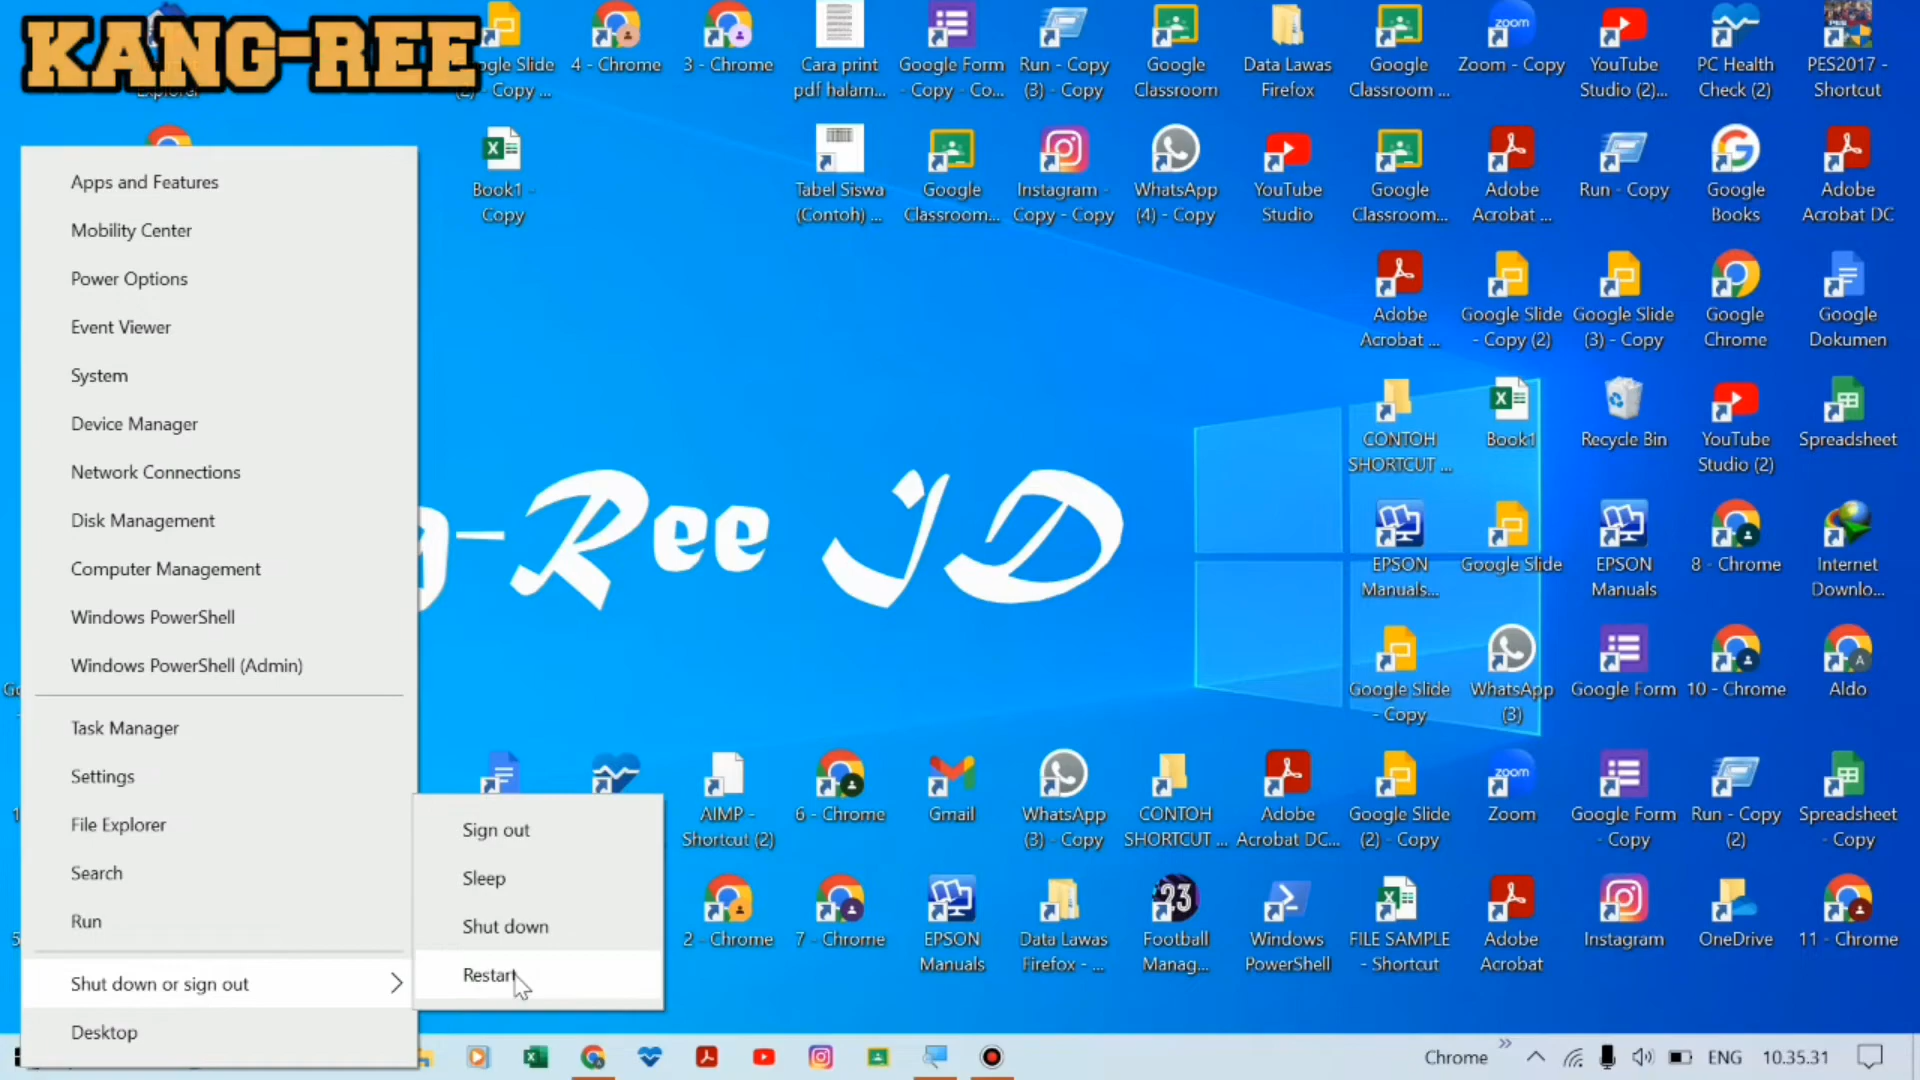 KANG-REE
Explorer
gle Slide
(2) - Copy ...
4 - Chrome
3 - Chrome
Cara print
pdf halam...
Google Form
- Copy - Co...
Run - Copy
(3) - Copy
Google
Classroom
Data Lawas
Firefox
Google
Classroom ...
Zoom - Copy
YouTube
Studio (2)...
PC Health
Check (2)
PES2017 -
Shortcut
Book1 -
Copy
Tabel Siswa
(Contoh) ...
Google
Classroom...
Instagram -
Copy - Copy
WhatsApp
(4) - Copy
YouTube
Studio
Google
Classroom...
Adobe
Acrobat ...
Run - Copy
Google
Books
Adobe
Acrobat DC
Adobe
Acrobat ...
Google Slide
- Copy (2)
Google Slide
(3) - Copy
Google
Chrome
Google
Dokumen
CONTOH
SHORTCUT ...
Book1
Recycle Bin
YouTube
Studio (2)
Spreadsheet
g-Ree ID
EPSON
Manuals...
Google Slide
EPSON
Manuals
8 - Chrome
Internet
Downlo...
Google Slide
- Copy
WhatsApp
(3)
Google Form
10 - Chrome
Aldo
AIMP -
Shortcut (2)
6 - Chrome
Gmail
WhatsApp
(3) - Copy
CONTOH
SHORTCUT ...
Adobe
Acrobat DC...
Google Slide
(2) - Copy
Zoom
zoom
zoom
Google Form
- Copy
Run - Copy
(2)
Spreadsheet
- Copy
2 - Chrome
7 - Chrome
EPSON
Manuals
Data Lawas
Firefox - ...
23
Football
Manag...
Windows
PowerShell
FILE SAMPLE
- Shortcut
Adobe
Acrobat
Instagram
OneDrive
11 - Chrome
Apps and Features
Mobility Center
Power Options
Event Viewer
System
Device Manager
Network Connections
Disk Management
Computer Management
Windows PowerShell
Windows PowerShell (Admin)
Task Manager
Settings
File Explorer
Search
Run
Shut down or sign out
Desktop
Sign out
Sleep
Shut down
Restart
Chrome
ENG
10.35.31